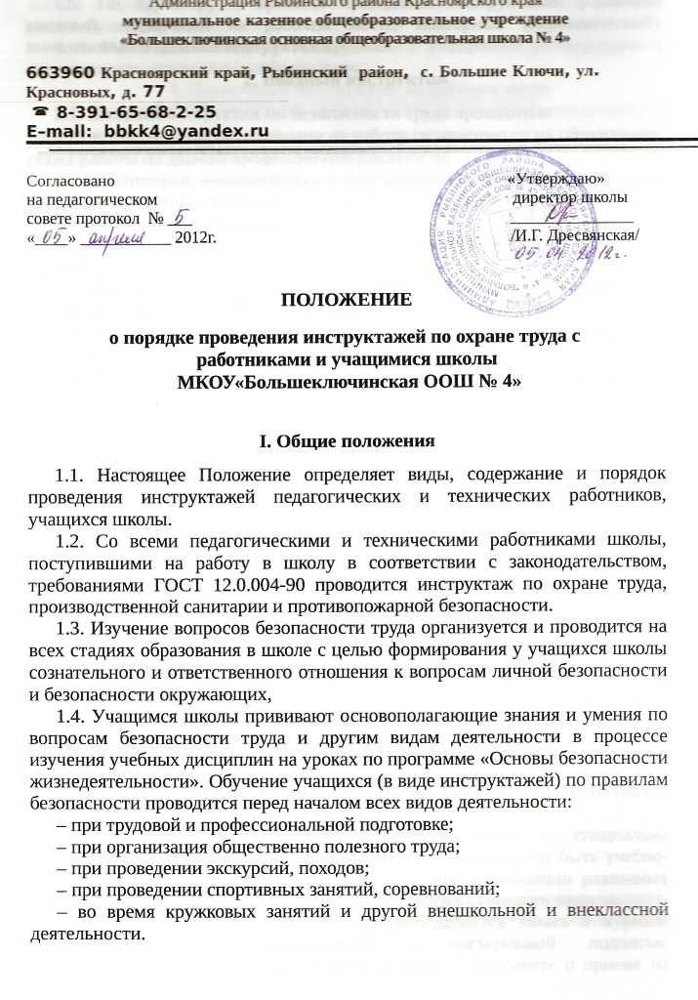 Администрация Рыбинского района Красноярского края
муниципальное казенное общеобразовательное учреждение
«Большеключинская основная общеобразовательная школа № 4»
663960 Красноярский край, Рыбинский район, с. Большие Ключи, ул.
Красновых, д. 77
☎ 8-391-65-68-2-25
E-mall: bbkk4@yandex.ru
Согласовано
на педагогическом
совете протокол № 5
«05» апреля 2012г.
«Утверждаю»
директор школы
/И.Г. Дресвянская/
05.04.2012г.
ПОЛОЖЕНИЕ
о порядке проведения инструктажей по охране труда с
работниками и учащимися школы
МКОУ«Большеключинская ООШ № 4»
I. Общие положения
1.1. Настоящее Положение определяет виды, содержание и порядок
проведения инструктажей педагогических и технических работников,
учащихся школы.
1.2. Со всеми педагогическими и техническими работниками школы,
поступившими на работу в школу в соответствии с законодательством,
требованиями ГОСТ 12.0.004-90 проводится инструктаж по охране труда,
производственной санитарии и противопожарной безопасности.
1.3. Изучение вопросов безопасности труда организуется и проводится на
всех стадиях образования в школе с целью формирования у учащихся школы
сознательного и ответственного отношения к вопросам личной безопасности
и безопасности окружающих,
1.4. Учащимся школы прививают основополагающие знания и умения по
вопросам безопасности труда и другим видам деятельности в процессе
изучения учебных дисциплин на уроках по программе «Основы безопасности
жизнедеятельности». Обучение учащихся (в виде инструктажей) по правилам
безопасности проводится перед началом всех видов деятельности:
– при трудовой и профессиональной подготовке;
– при организация общественно полезного труда;
– при проведении экскурсий, походов;
– при проведении спортивных занятий, соревнований;
– во время кружковых занятий и другой внешкольной и внеклассной
деятельности.